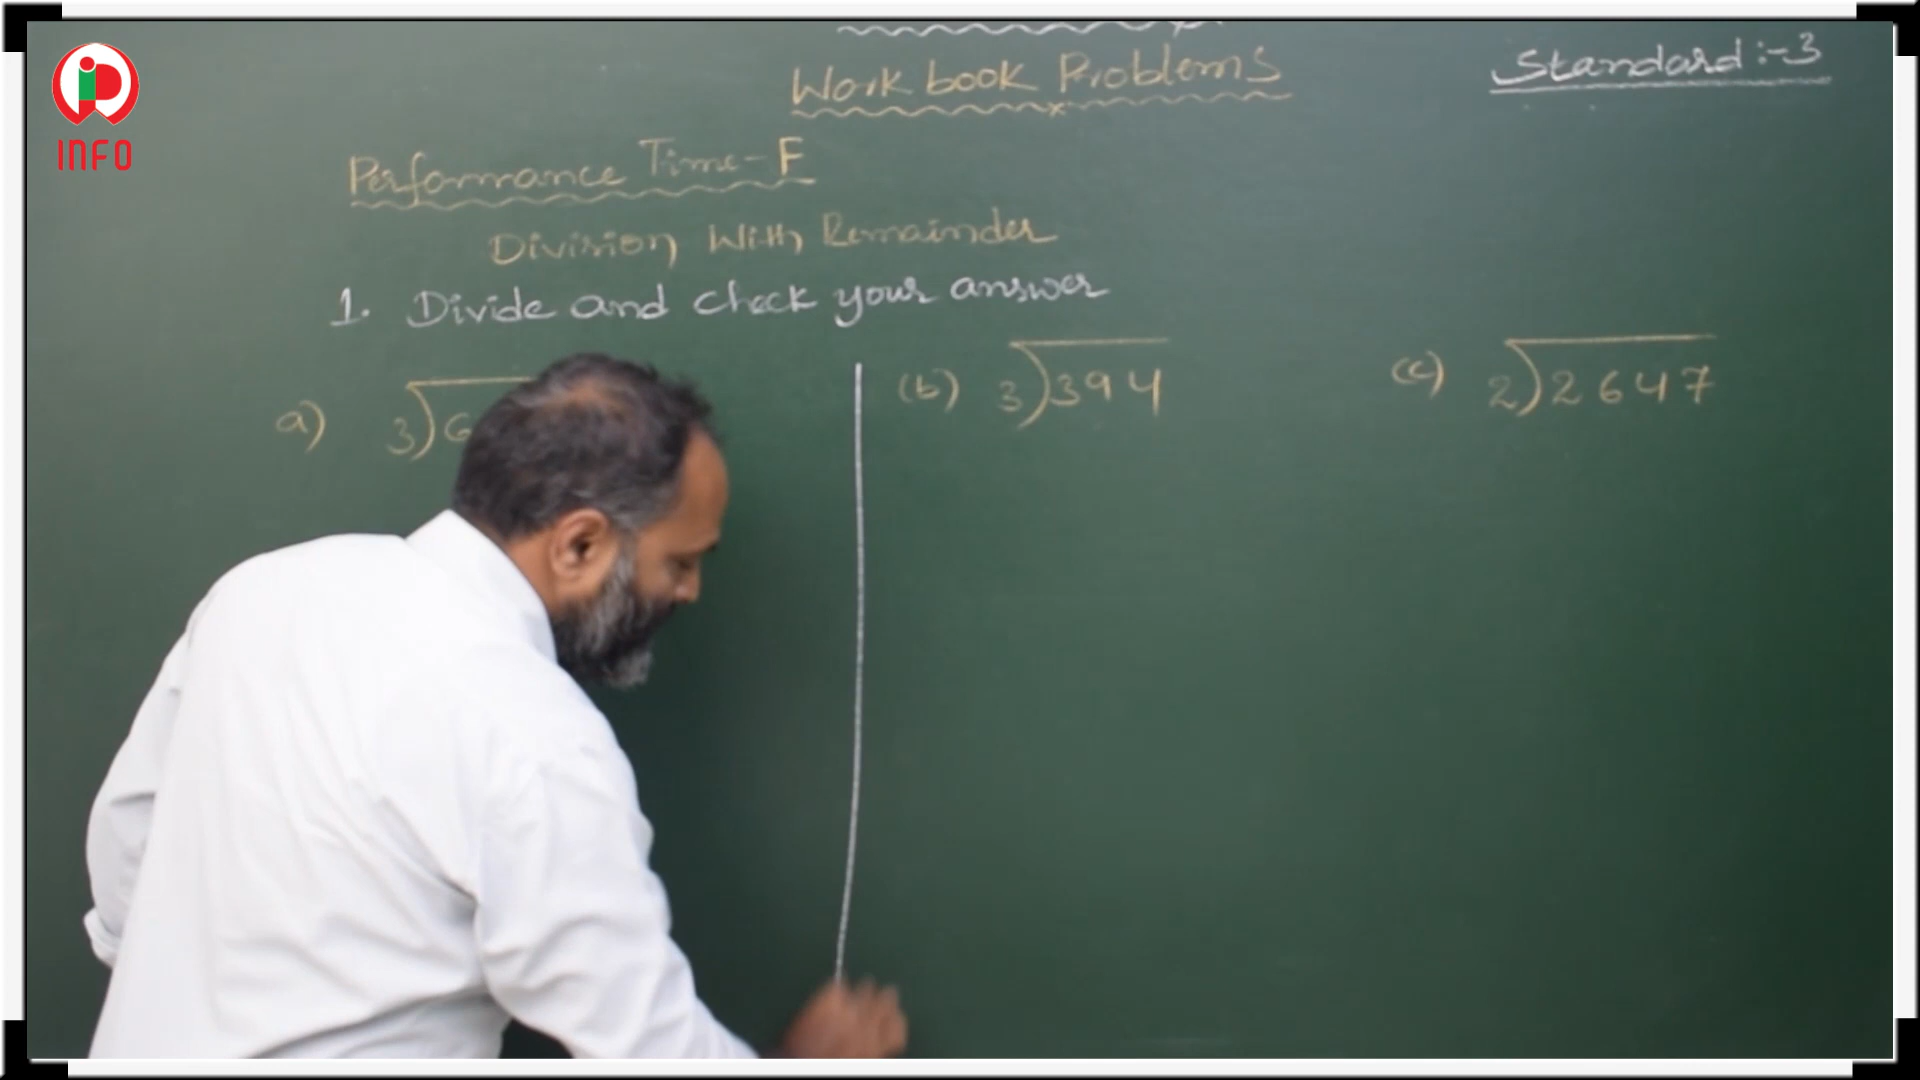 INFO
Work book Problems
Standard:-3
Performance Time-F
Division With Remainder
1. Divide and check your answer
a) 3)6
(b) 3)394
(c) 2)2647